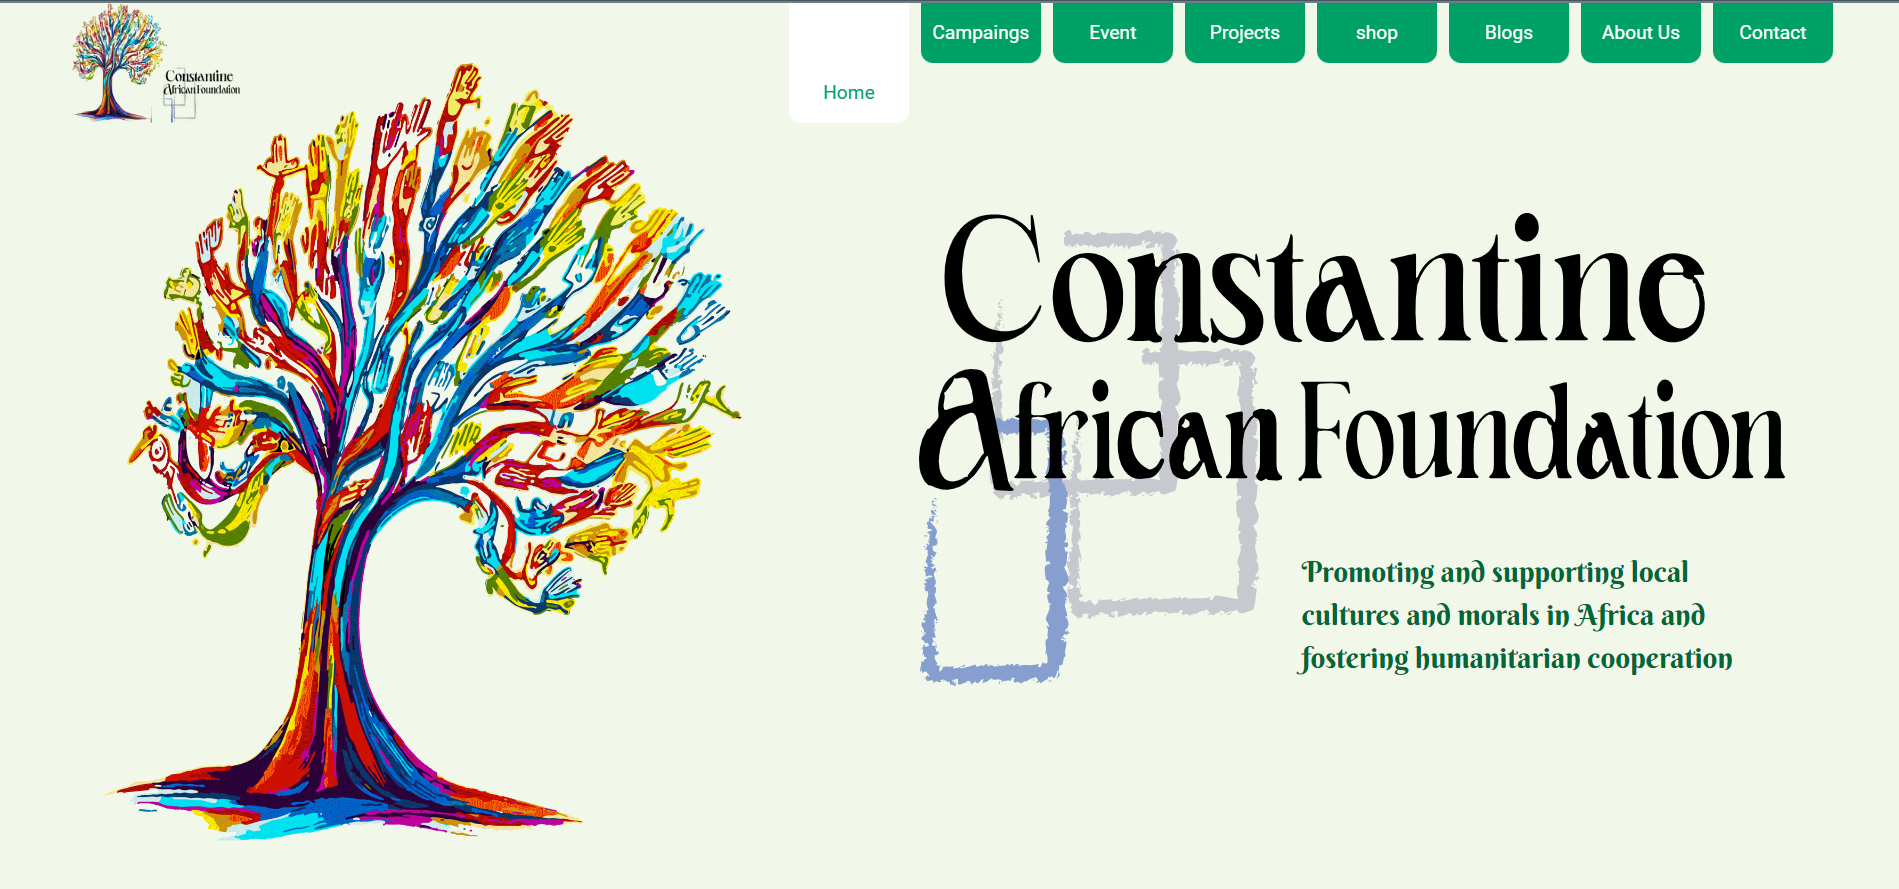 Constantine
African Foundation
Home
Campaings
Event
Projects
shop
Blogs
About Us
Contact
Constantine
African Foundation
Promoting and supporting local
cultures and morals in Africa and
fostering humanitarian cooperation